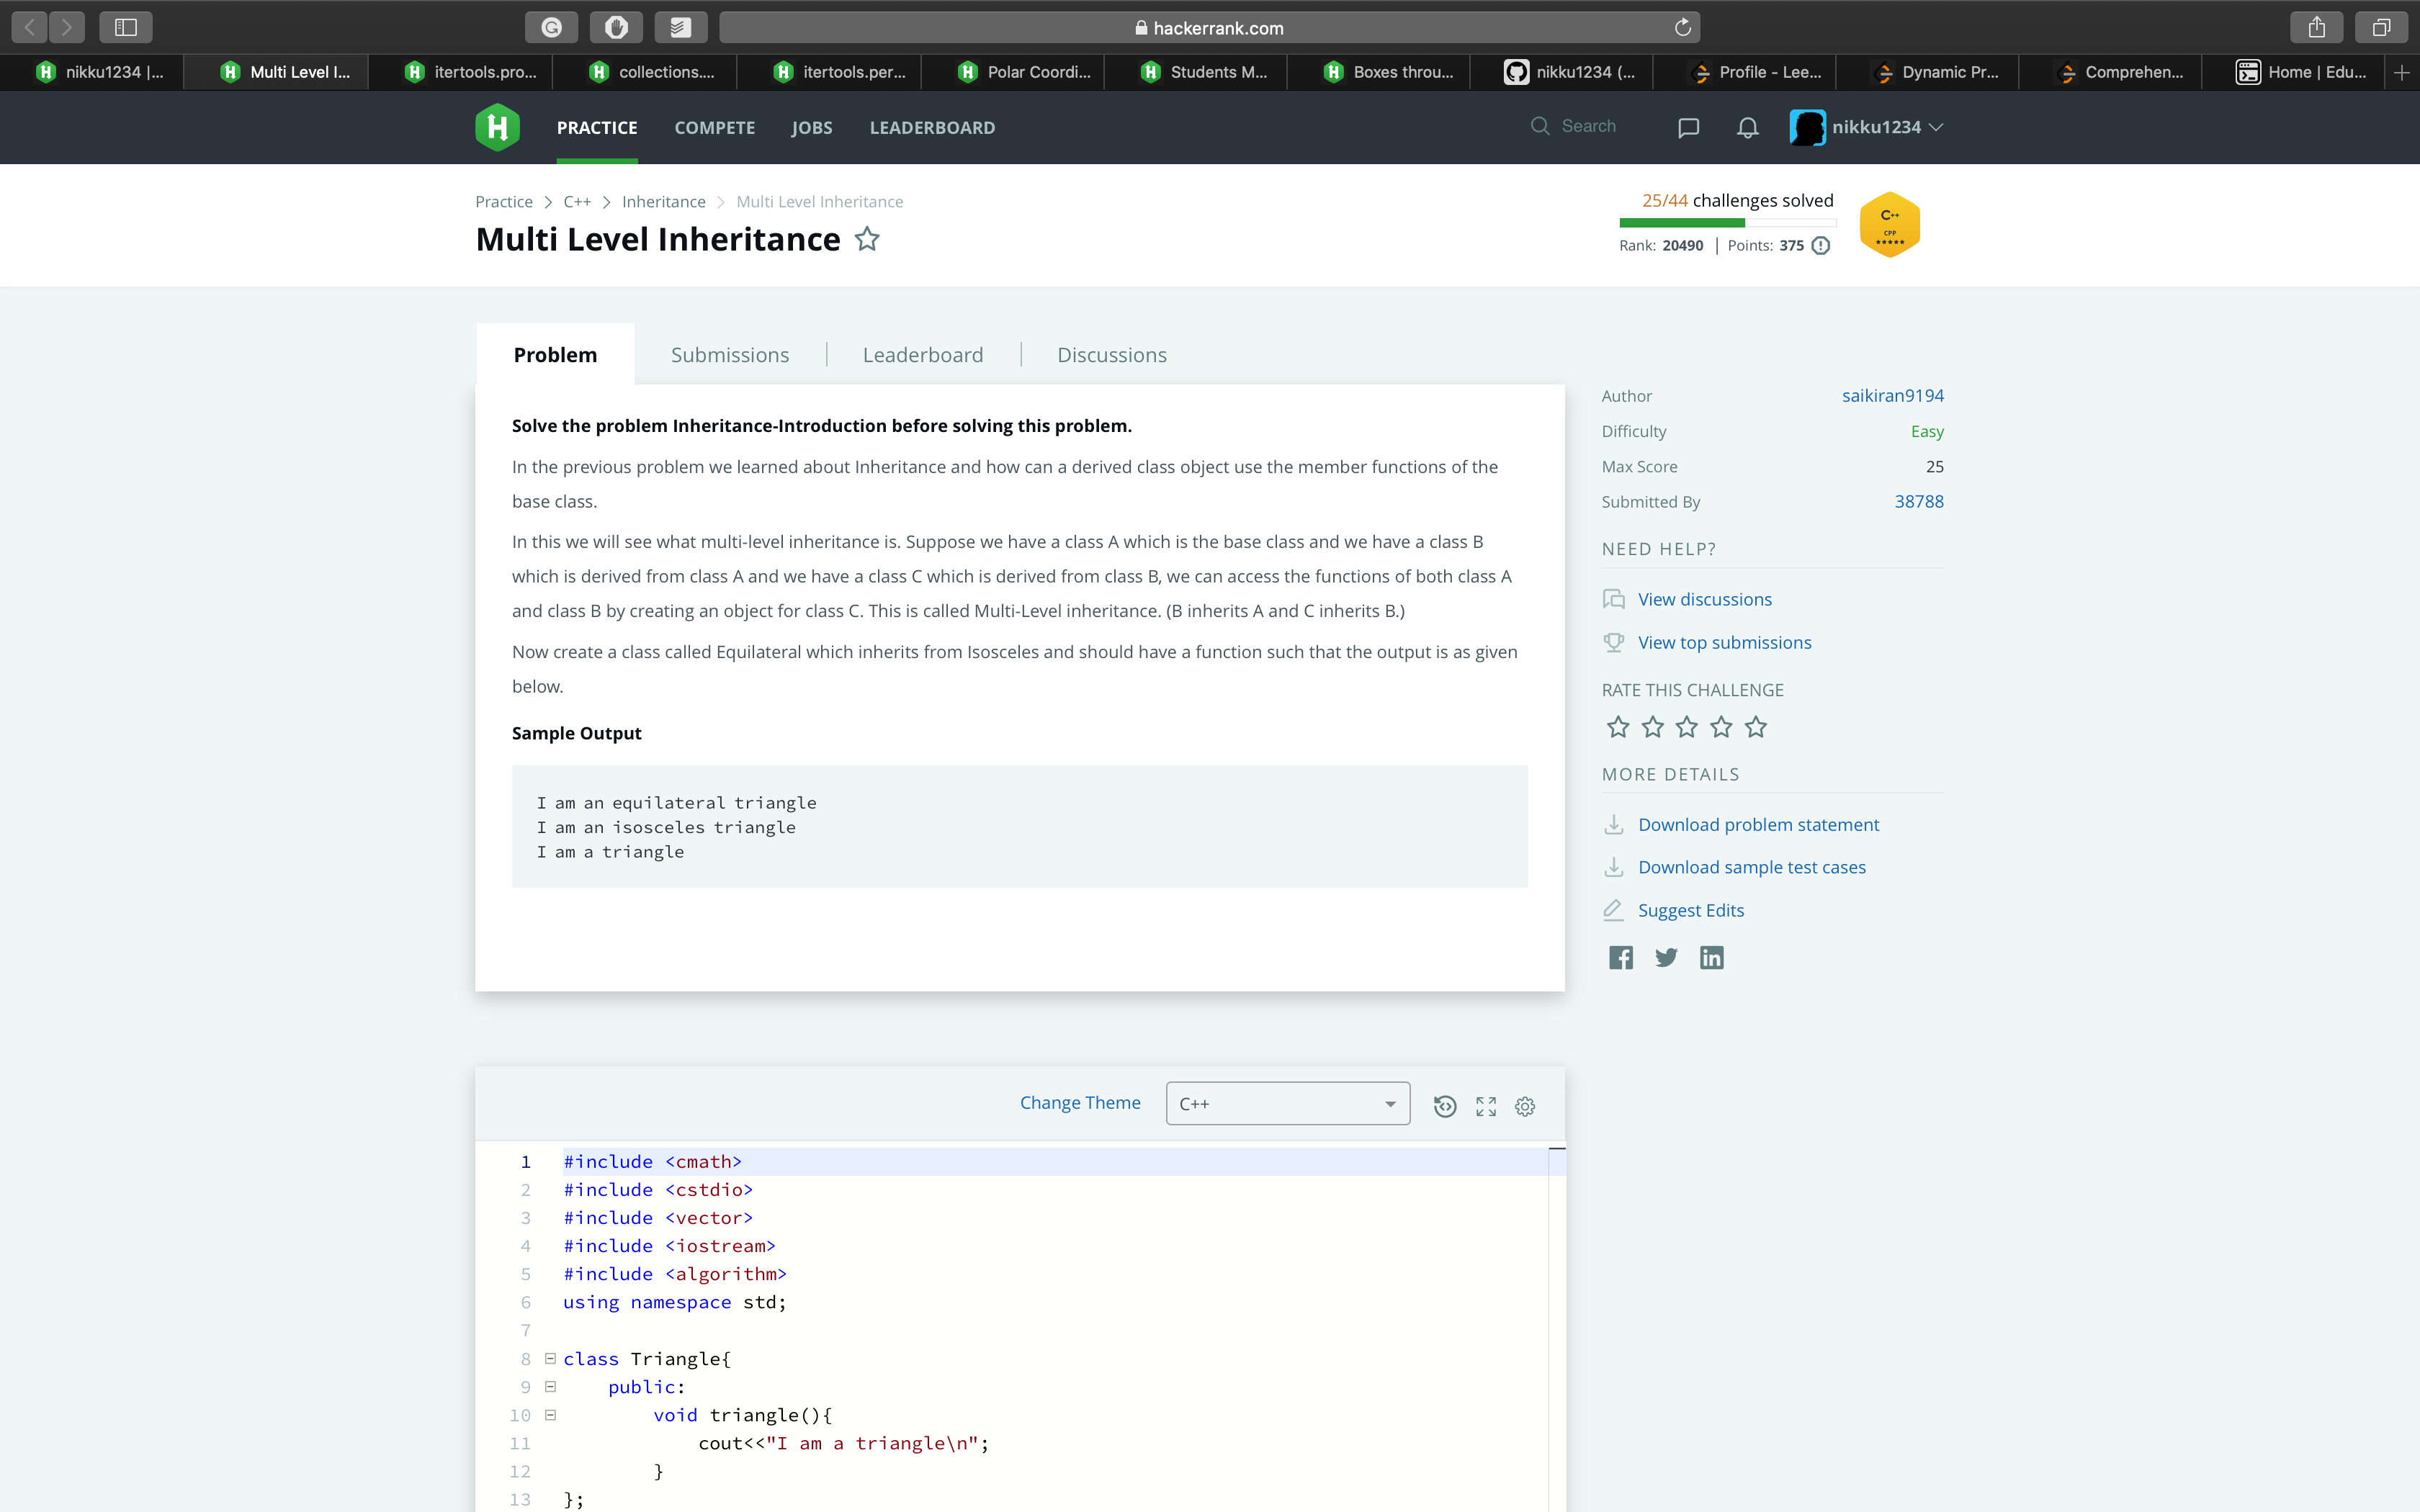 hackerrank.com
nikku1234 |...
Multi Level I...
itertools.pro...
collections....
itertools.per...
Polar Coordi...
Students M...
Boxes throu...
nikku1234 (...
Profile - Lee...
Dynamic Pr...
Comprehen...
Home | Edu...
PRACTICE
COMPETE
JOBS
LEADERBOARD
Search
nikku1234
Practice > C++ > Inheritance > Multi Level Inheritance
Multi Level Inheritance
25/44 challenges solved
Rank: 20490 | Points: 375
C++
CPP
Problem
Submissions
Leaderboard
Discussions
Solve the problem Inheritance-Introduction before solving this problem.
In the previous problem we learned about Inheritance and how can a derived class object use the member functions of the
base class.
In this we will see what multi-level inheritance is. Suppose we have a class A which is the base class and we have a class B
which is derived from class A and we have a class C which is derived from class B, we can access the functions of both class A
and class B by creating an object for class C. This is called Multi-Level inheritance. (B inherits A and C inherits B.)
Now create a class called Equilateral which inherits from Isosceles and should have a function such that the output is as given
below.
Sample Output
I am an equilateral triangle
I am an isosceles triangle
I am a triangle
Author saikiran9194
Difficulty Easy
Max Score 25
Submitted By 38788
NEED HELP?
View discussions
View top submissions
RATE THIS CHALLENGE
MORE DETAILS
Download problem statement
Download sample test cases
Suggest Edits
Change Theme
C++
1 #include <cmath>
2 #include <cstdio>
3 #include <vector>
4 #include <iostream>
5 #include <algorithm>
6 using namespace std;
7
8 class Triangle{
9 public:
10 void triangle(){
11 cout<<"I am a triangle\n";
12 }
13 };